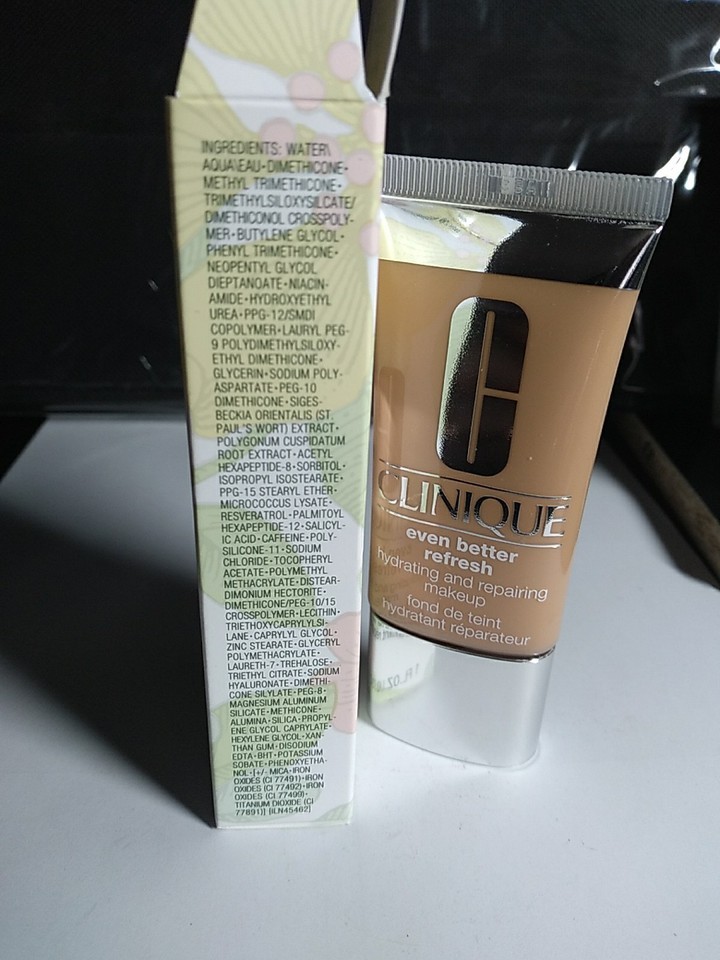 INGREDIENTS: WATER\
AQUA\EAU•DIMETHICONE•
METHYL TRIMETHICONE•
TRIMETHYLSILOXYSILCATE/
DIMETHICONOL CROSSPOLY-
MER•BUTYLENE GLYCOL•
PHENYL TRIMETHICONE•
NEOPENTYL GLYCOL
DIEPTANOATE•NIACIN-
AMIDE•HYDROXYETHYL
UREA•PPG-12/SMDI
COPOLYMER•LAURYL PEG-
9 POLYDIMETHYLSILOXY-
ETHYL DIMETHICONE•
GLYCERIN•SODIUM POLY-
ASPARTATE•PEG-10
DIMETHICONE•SIGES-
BECKIA ORIENTALIS (ST.
PAUL'S WORT) EXTRACT•
POLYGONUM CUSPIDATUM
ROOT EXTRACT•ACETYL
HEXAPEPTIDE-8•SORBITOL•
ISOPROPYL ISOSTEARATE•
PPG-15 STEARYL ETHER•
MICROCOCCUS LYSATE•
RESVERATROL•PALMITOYL
HEXAPEPTIDE-12•SALICYL-
IC ACID•CAFFEINE•POLY-
SILICONE-11•SODIUM
CHLORIDE•TOCOPHERYL
ACETATE•POLYMETHYL
METHACRYLATE•DISTEAR-
DIMONIUM HECTORITE•
DIMETHICONE/PEG-10/15
CROSSPOLYMER•LECITHIN•
TRIETHOXYCAPRYLYLSI-
LANE•CAPRYLYL GLYCOL•
ZINC STEARATE•GLYCERYL
POLYMETHACRYLATE•
LAURETH-7•TREHALOSE•
TRIETHYL CITRATE•SODIUM
HYALURONATE•DIMETHI-
CONE SILYLATE•PEG-8•
MAGNESIUM ALUMINUM
SILICATE•METHICONE•
ALUMINA•SILICA•PROPYL-
ENE GLYCOL CAPRYLATE•
HEXYLENE GLYCOL•XAN-
THAN GUM•DISODIUM
EDTA•BHT•POTASSIUM
SORBATE•PHENOXYETHA-
NOL•[+/- MICA•IRON
OXIDES (CI 77491)•IRON
OXIDES (CI 77492)•IRON
OXIDES (CI 77499)•
TITANIUM DIOXIDE (CI
77891)] [ILN45462]
CLINIQUE
even better
refresh
hydrating and repairing
makeup
fond de teint
hydratant réparateur